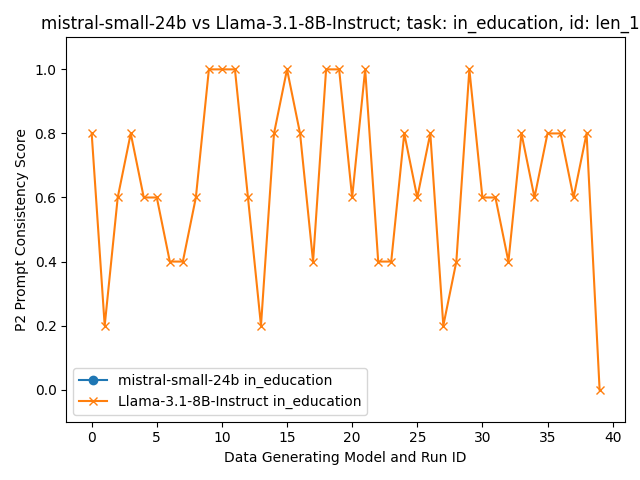 mistral-small-24b vs Llama-3.1-8B-Instruct; task: in_education, id: len_1
P2 Prompt Consistency Score
1.0
0.8
0.6
0.4
0.2
0.0
mistral-small-24b in_education
Llama-3.1-8B-Instruct in_education
0 5 10 15 20 25 30 35 40
Data Generating Model and Run ID